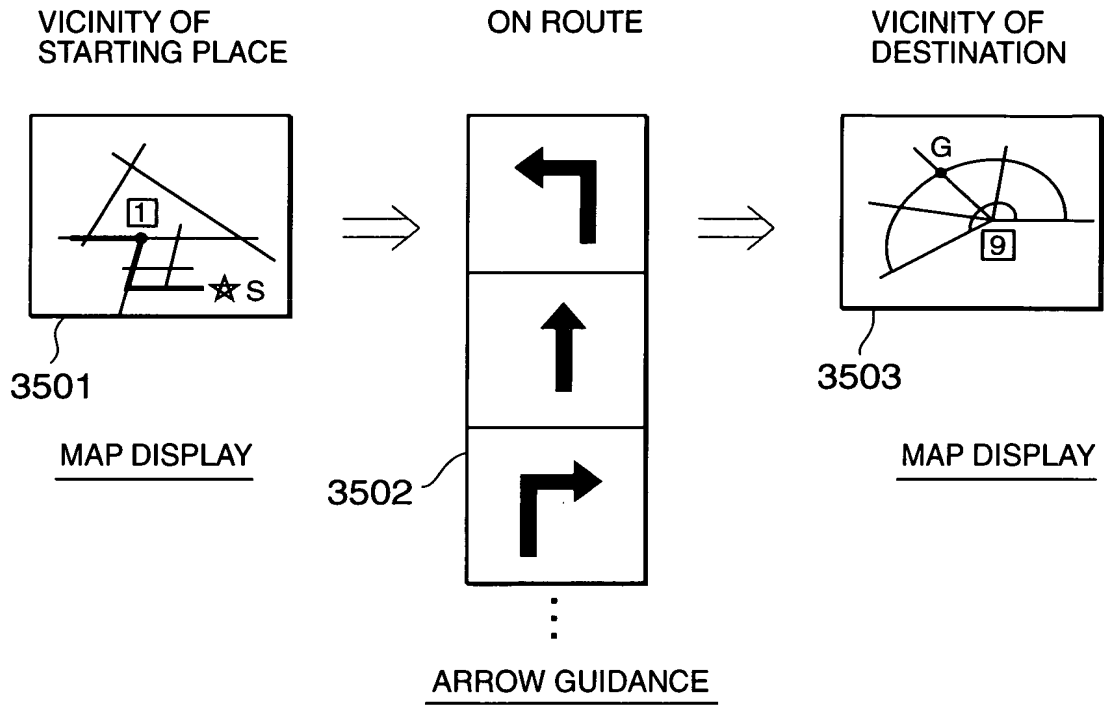 VICINITY OF
STARTING PLACE
ON ROUTE
VICINITY OF
DESTINATION
1
S
G
9
3501
3502
3503
MAP DISPLAY
MAP DISPLAY
ARROW GUIDANCE